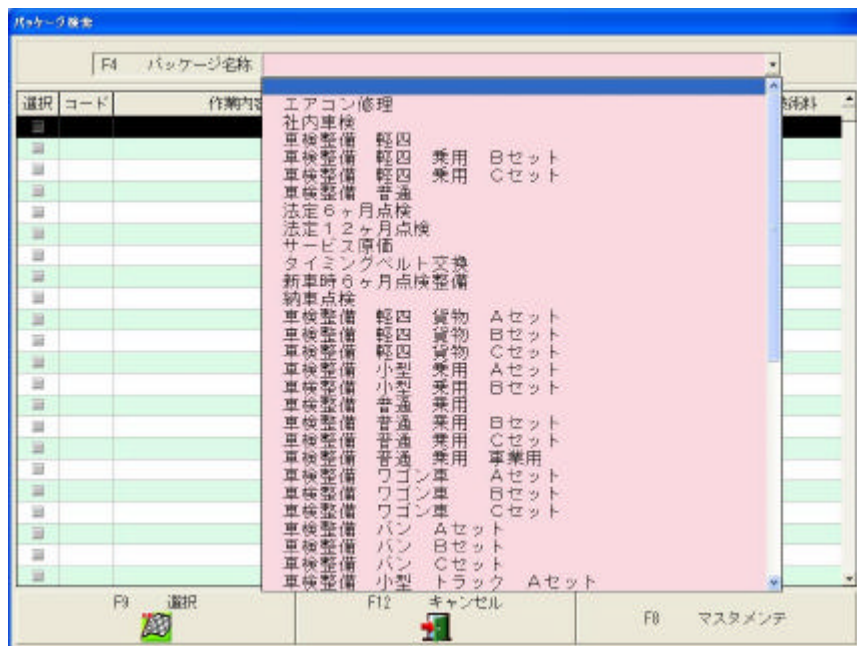 パッケージ検索
F4 パッケージ名称
選択 コード 作業内容 技術料
エアコン修理
社内車検
車検整備 軽四
車検整備 軽四 乗用 Bセット
車検整備 軽四 乗用 Cセット
車検整備 普通
法定6ヶ月点検
法定12ヶ月点検
サービス原価
タイミングベルト交換
新車時6ヶ月点検整備
納車点検
車検整備 軽四 貨物 Aセット
車検整備 軽四 貨物 Bセット
車検整備 軽四 貨物 Cセット
車検整備 小型 乗用 Aセット
車検整備 小型 乗用 Bセット
車検整備 普通 乗用
車検整備 普通 乗用 Bセット
車検整備 普通 乗用 Cセット
車検整備 普通 乗用 事業用
車検整備 ワゴン車 Aセット
車検整備 ワゴン車 Bセット
車検整備 ワゴン車 Cセット
車検整備 バン Aセット
車検整備 バン Bセット
車検整備 バン Cセット
車検整備 小型 トラック Aセット
F9 選択 F12 キャンセル F8 マスタメンテ